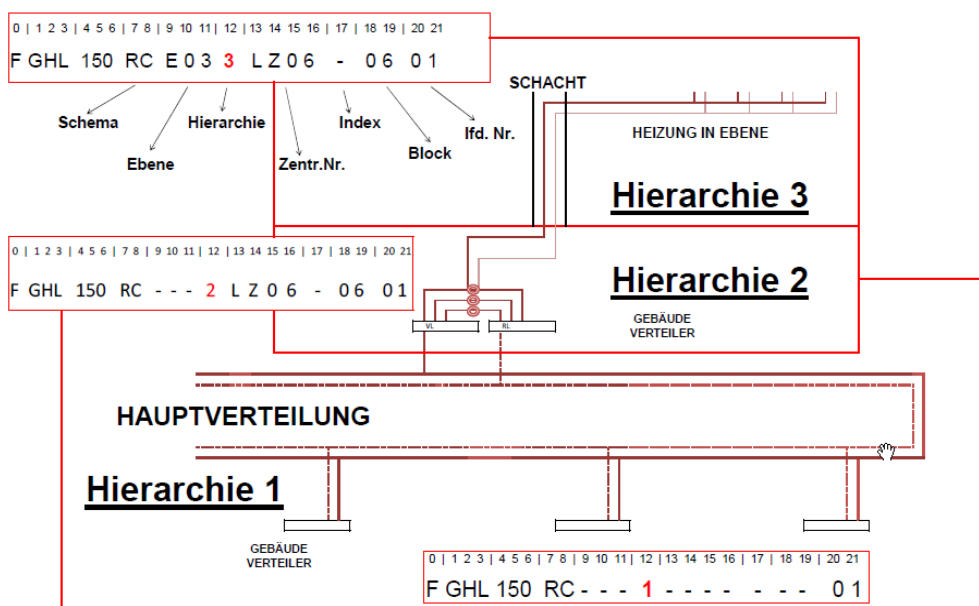 0 | 1 2 3 | 4 5 6 | 7 8 | 9 10 11| 12 | 13 14 15 16 | 17 | 18 19 | 20 21
F GHL 150 RC E 0 3 3 L Z 0 6 - 0 6 0 1
SCHACHT
Schema
Hierarchie
Index
lfd. Nr.
HEIZUNG IN EBENE
Ebene
Zentr.Nr.
Block
Hierarchie 3
0 | 1 2 3 | 4 5 6 | 7 8 | 9 10 11 | 12 | 13 14 15 16 | 17 | 18 19 | 20 21
F GHL 150 RC - - - 2 L Z 0 6 - 0 6 0 1
Hierarchie 2
GEBÄUDE
VERTEILER
VL
RL
HAUPTVERTEILUNG
Hierarchie 1
GEBÄUDE
VERTEILER
0 | 1 2 3 | 4 5 6 | 7 8 | 9 10 11| 12 | 13 14 15 16 | 17 | 18 19 | 20 21
F GHL 150 RC - - - 1 - - - - - - - 0 1